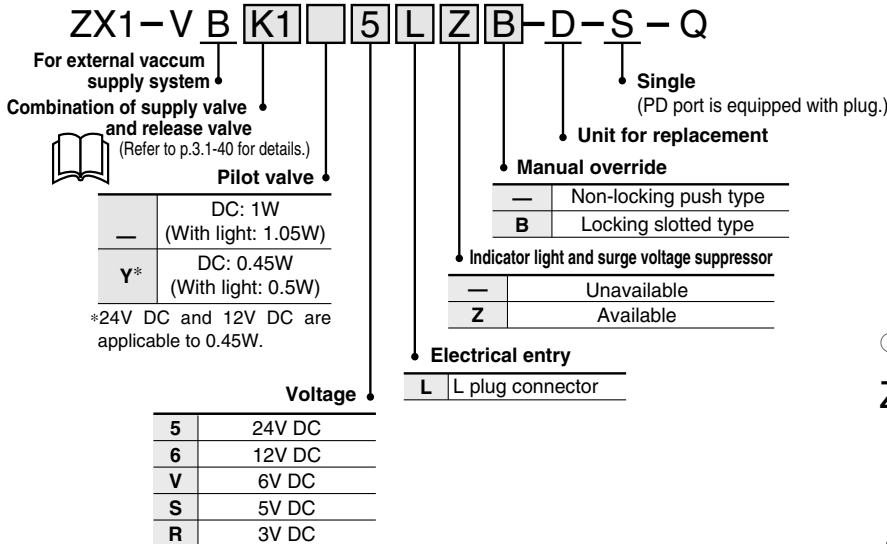 ZX1－V B K1 5 L Z B－D－S－Q
For external vaccum
supply system
Combination of supply valve
and release valve
(Refer to p.3.1-40 for details.)
Pilot valve
— DC: 1W
(With light: 1.05W)
Y* DC: 0.45W
(With light: 0.5W)
*24V DC and 12V DC are
applicable to 0.45W.
Voltage
5 24V DC
6 12V DC
V 6V DC
S 5V DC
R 3V DC
Electrical entry
L L plug connector
Indicator light and surge voltage suppressor
— Unavailable
Z Available
Manual override
— Non-locking push type
B Locking slotted type
Unit for replacement
Single
(PD port is equipped with plug.)